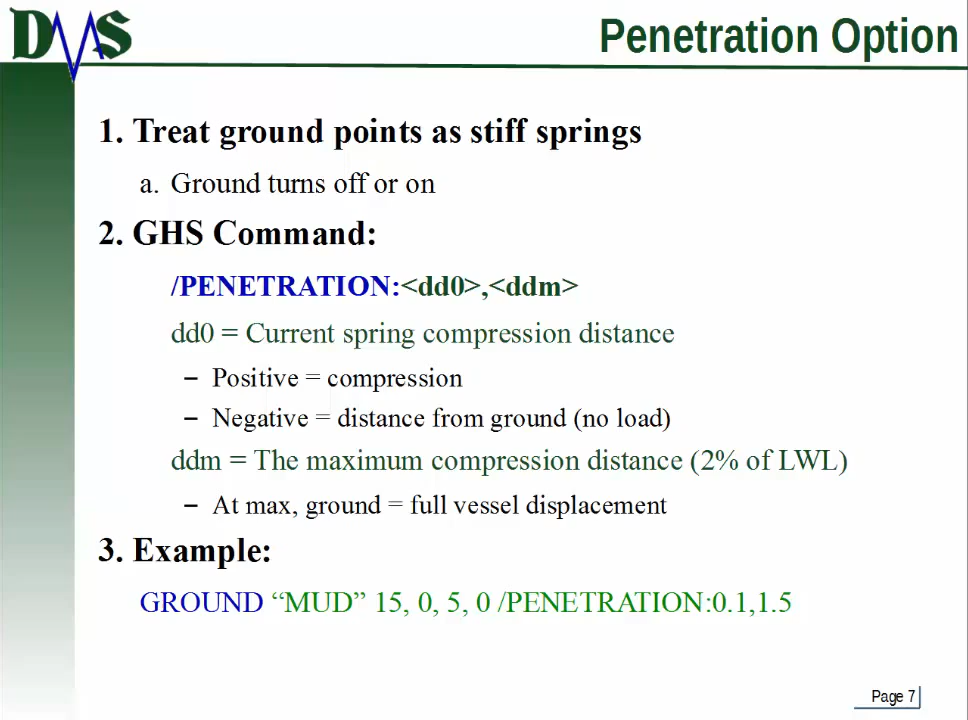 DMS
Penetration Option
1. Treat ground points as stiff springs
a. Ground turns off or on
2. GHS Command:
/PENETRATION:<dd0>,<ddm>
dd0 = Current spring compression distance
– Positive = compression
– Negative = distance from ground (no load)
ddm = The maximum compression distance (2% of LWL)
– At max, ground = full vessel displacement
3. Example:
GROUND “MUD” 15, 0, 5, 0 /PENETRATION:0.1,1.5
Page 7